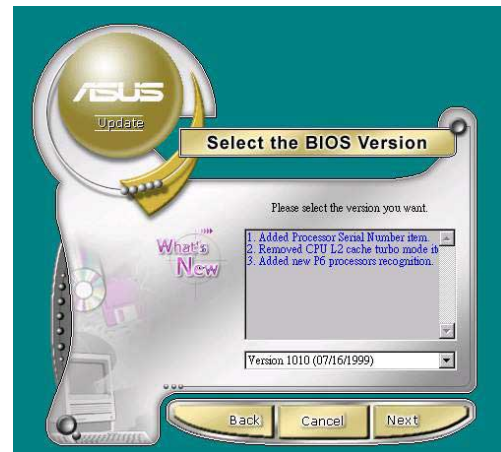 ASUS
Update
Select the BIOS Version
Please select the version you want.
What's
New
1. Added Processor Serial Number item.
2. Removed CPU L2 cache turbo mode it
3. Added new P6 processors recognition.
Version 1010 (07/16/1999)
Back
Cancel
Next